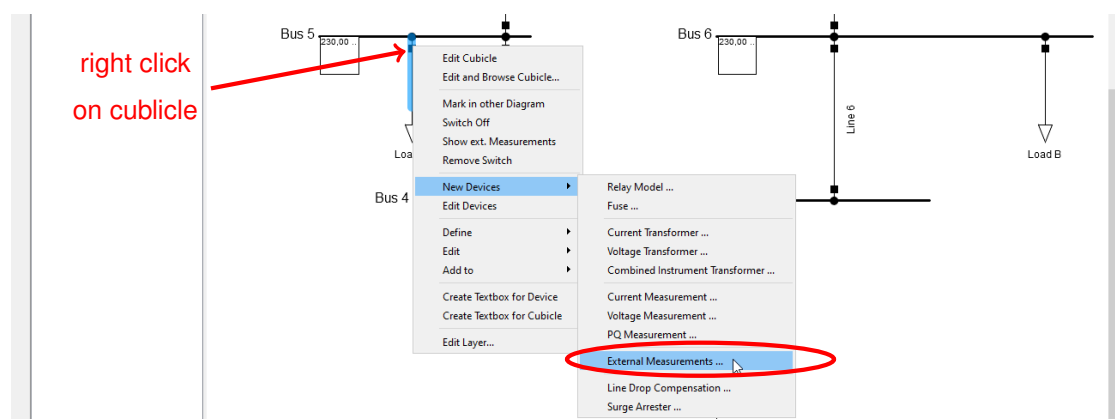 Bus 5
230,00 ..
Bus 6
230,00 ..
right click
on cublicle
Edit Cubicle
Edit and Browse Cubicle...
Mark in other Diagram
Switch Off
Show ext. Measurements
Remove Switch
New Devices
Edit Devices
Define
Edit
Add to
Create Textbox for Device
Create Textbox for Cubicle
Edit Layer...
Loa
Bus 4
Line 6
Load B
Relay Model ...
Fuse ...
Current Transformer ...
Voltage Transformer ...
Combined Instrument Transformer ...
Current Measurement ...
Voltage Measurement ...
PQ Measurement ...
External Measurements ...
Line Drop Compensation ...
Surge Arrester ...